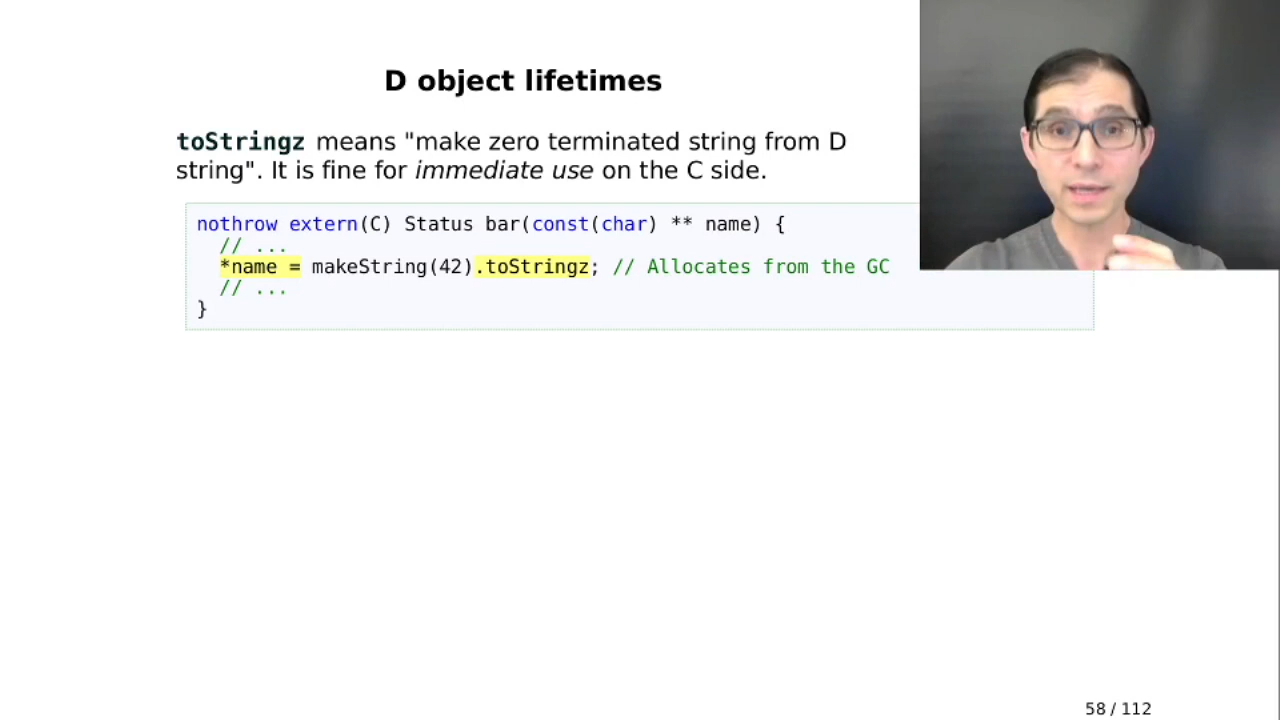 D object lifetimes
toStringz means "make zero terminated string from D
string". It is fine for immediate use on the C side.
nothrow extern(C) Status bar(const(char) ** name) {
  // ...
  *name = makeString(42).toStringz; // Allocates from the GC
  // ...
}
58 / 112